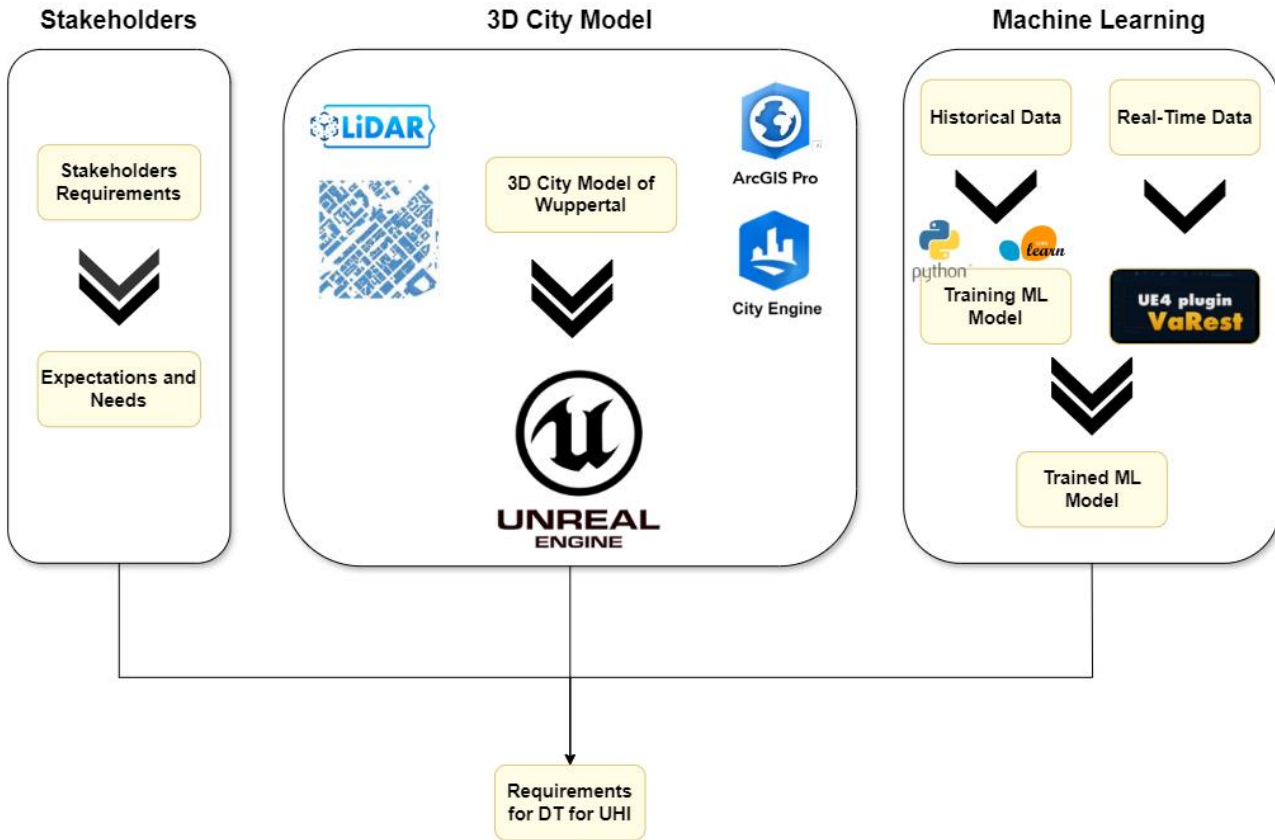 Stakeholders
3D City Model
Machine Learning
Stakeholders
Requirements
Expectations and
Needs
LiDAR
3D City Model of
Wuppertal
ArcGIS Pro
City Engine
UNREAL
ENGINE
Historical Data
Real-Time Data
python
learn
Training ML
Model
UE4 plugin
VaRest
Trained ML
Model
Requirements
for DT for UHI